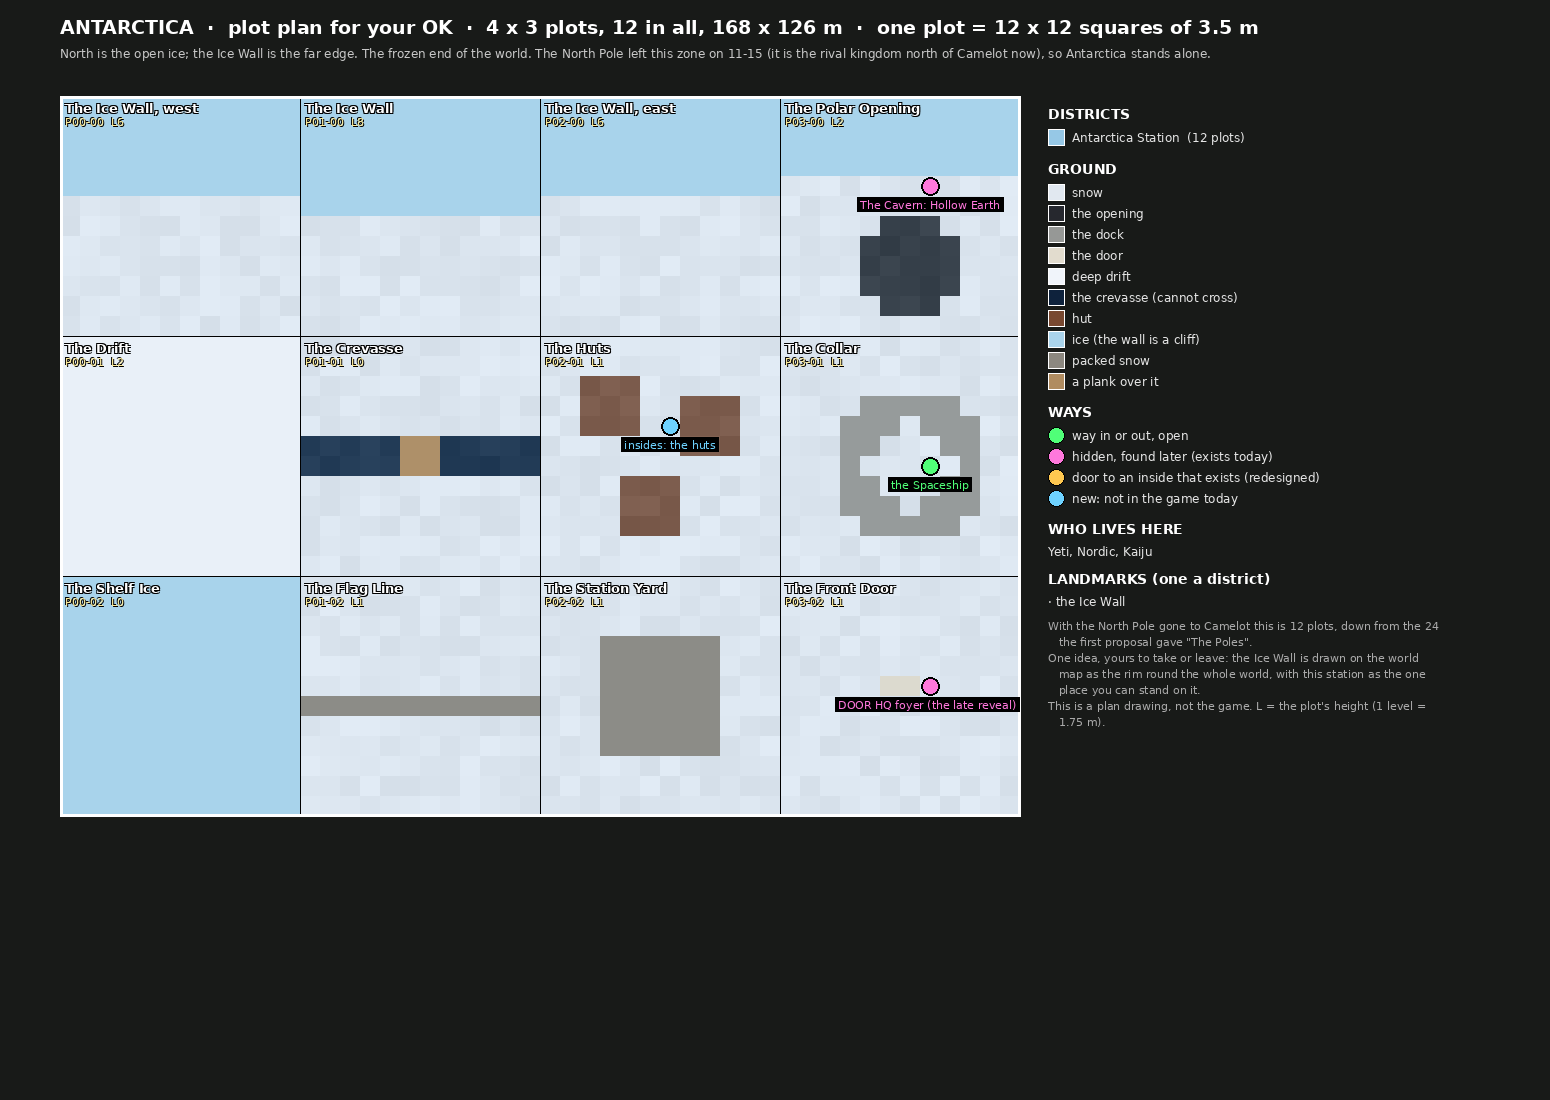 ANTARCTICA · plot plan for your OK · 4 x 3 plots, 12 in all, 168 x 126 m · one plot = 12 x 12 squares of 3.5 m
North is the open ice; the Ice Wall is the far edge. The frozen end of the world. The North Pole left this zone on 11-15 (it is the rival kingdom north of Camelot now), so Antarctica stands alone.
The Ice Wall, west
P00-00 L6
The Ice Wall
P01-00 L8
The Ice Wall, east
P02-00 L6
The Polar Opening
P03-00 L2
The Cavern: Hollow Earth
The Drift
P00-01 L2
The Crevasse
P01-01 L0
The Huts
P02-01 L1
insides: the huts
The Collar
P03-01 L1
the Spaceship
The Shelf Ice
P00-02 L0
The Flag Line
P01-02 L1
The Station Yard
P02-02 L1
The Front Door
P03-02 L1
DOOR HQ foyer (the late reveal)
DISTRICTS
Antarctica Station (12 plots)
GROUND
snow
the opening
the dock
the door
deep drift
the crevasse (cannot cross)
hut
ice (the wall is a cliff)
packed snow
a plank over it
WAYS
way in or out, open
hidden, found later (exists today)
door to an inside that exists (redesigned)
new: not in the game today
WHO LIVES HERE
Yeti, Nordic, Kaiju
LANDMARKS (one a district)
· the Ice Wall
With the North Pole gone to Camelot this is 12 plots, down from the 24
the first proposal gave "The Poles".
One idea, yours to take or leave: the Ice Wall is drawn on the world
map as the rim round the whole world, with this station as the one
place you can stand on it.
This is a plan drawing, not the game. L = the plot's height (1 level =
1.75 m).